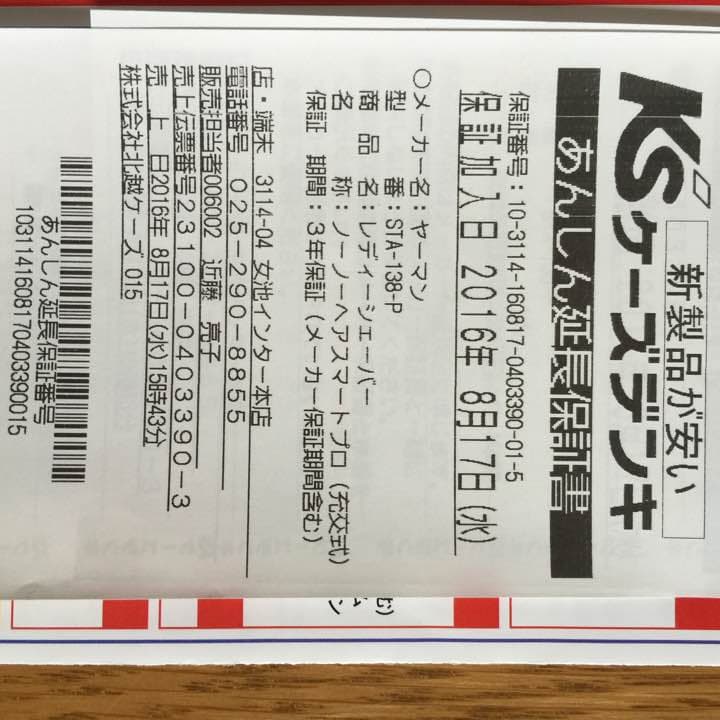 新製品が安い
K'Sケーズデンキ
あんしん延長保証書
保証番号：10-3114-160817-0403390-01-5
保証加入日 2016年 8月17日(水)
○メーカー名：ヤーマン
型 番：STA-138-P
商品名：レディーシェーバー
名 称：ノーノーヘアスマートプロ（充交式）
保証 期間：3年保証（メーカー保証期間含む）
店・端末 3114-04 女池インター本店
電話番号 025-290-8855
販売担当者006002 近藤 亮子
売上伝票番号23100-0403390-3
売 上 日2016年 8月17日(水)15時43分
株式会社北越ケーズ 015
あんしん延長保証番号
1031141608170403390015